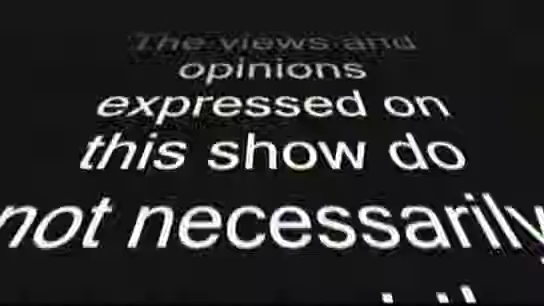 The views and
opinions
expressed on
this show do
not necessarily